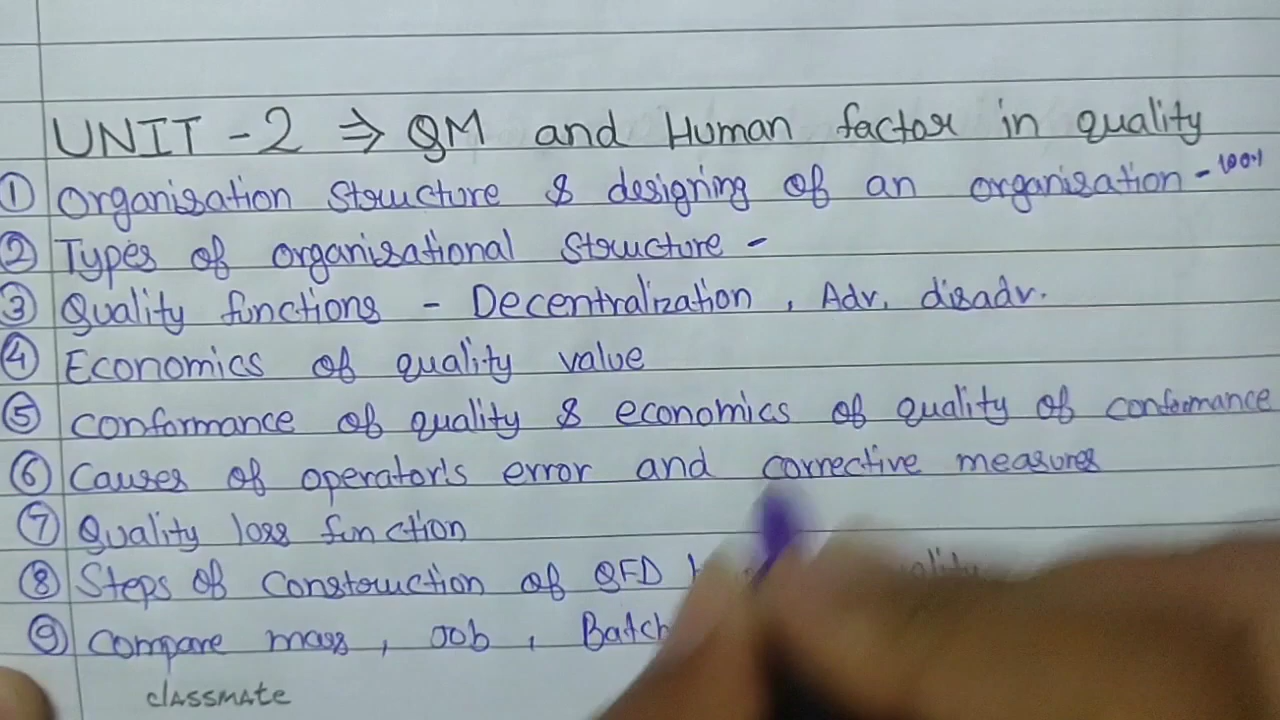 UNIT - 2 ⇒ QM and Human factor in quality
① Organisation Structure & designing of an organisation - 100%
② Types of organisational Structure -
③ Quality functions - Decentralization, Adv. disadv.
④ Economics of quality value
⑤ conformance of quality & economics of quality of conformance
⑥ Causes of operator's error and corrective measures
⑦ Quality loss function
⑧ Steps of Construction of QFD
⑨ Compare mass, Job, Batch
classmate